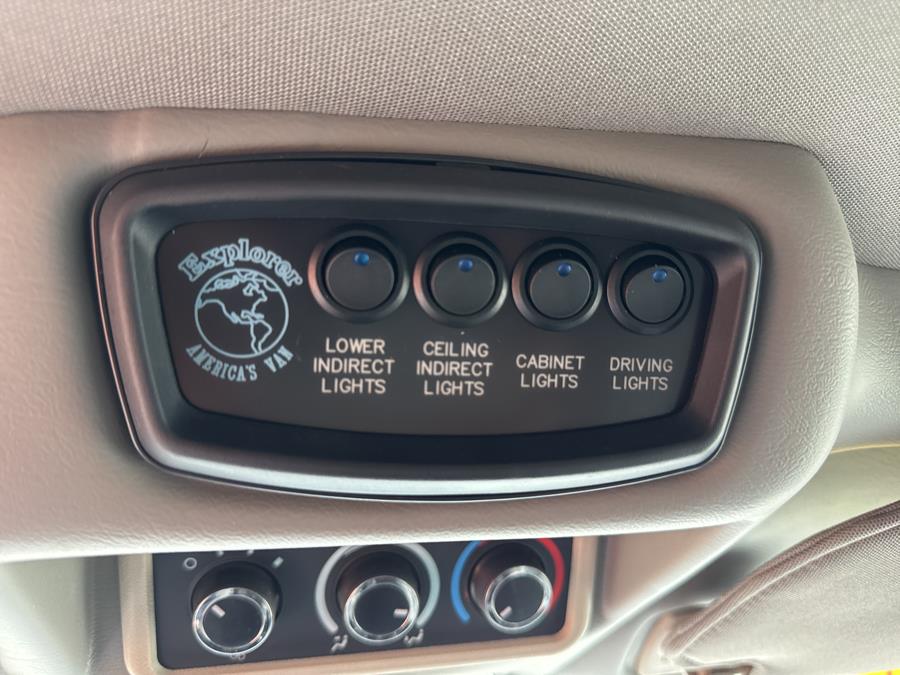 Explorer
AMERICA'S VAN
LOWER
INDIRECT
LIGHTS
CEILING
INDIRECT
LIGHTS
CABINET
LIGHTS
DRIVING
LIGHTS